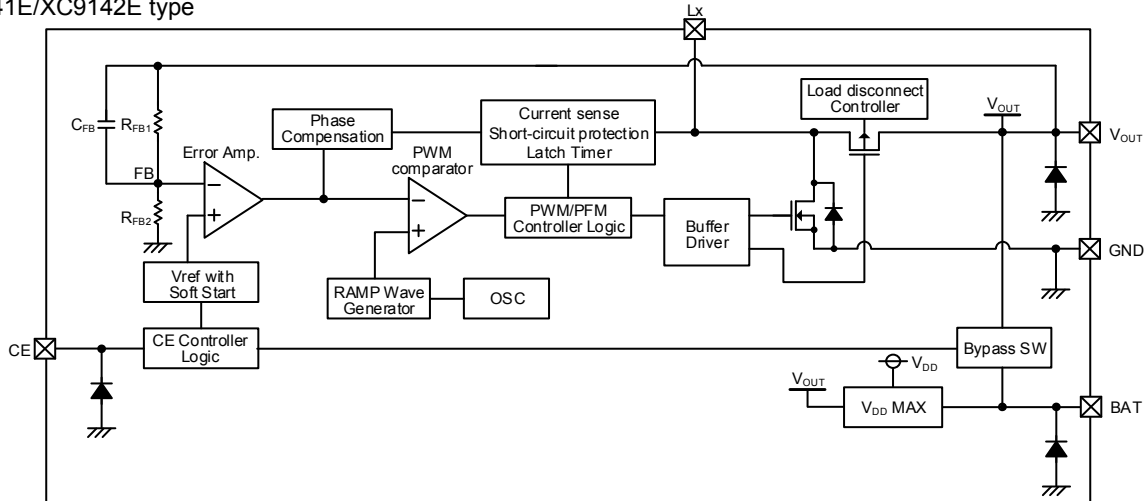 41E/XC9142E type
Lx
Load disconnect
Controller
VOUT
VOUT
CFB
RFB1
Phase
Compensation
Current sense
Short-circuit protection
Latch Timer
Error Amp.
PWM
comparator
FB
−
+
−
+
RFB2
PWM/PFM
Controller Logic
Buffer
Driver
GND
Vref with
Soft Start
RAMP Wave
Generator
OSC
CE
CE Controller
Logic
Bypass SW
VDD
VOUT
VDD MAX
BAT